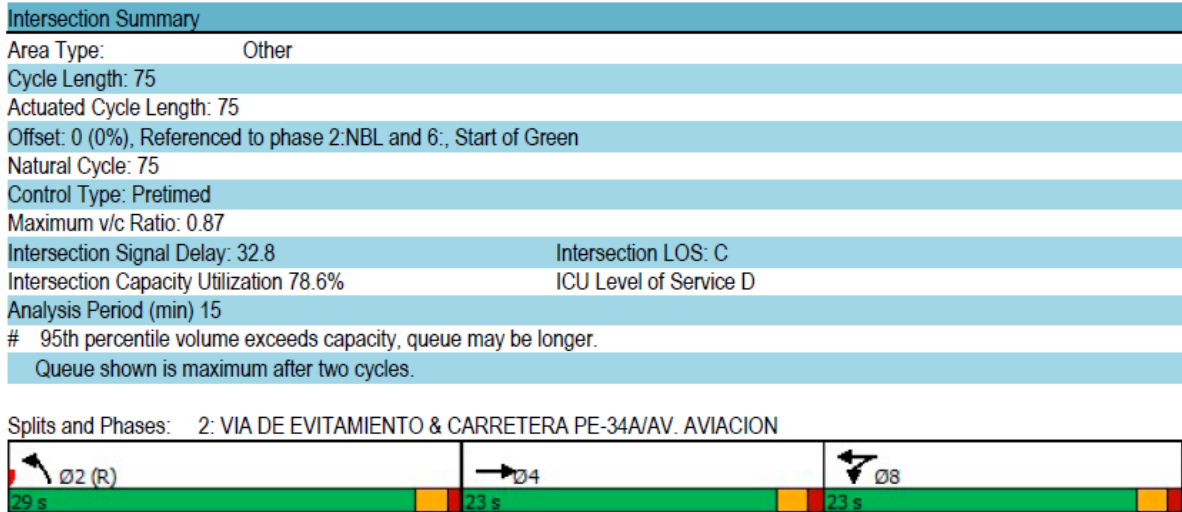 Intersection Summary
Area Type: Other
Cycle Length: 75
Actuated Cycle Length: 75
Offset: 0 (0%), Referenced to phase 2:NBL and 6:, Start of Green
Natural Cycle: 75
Control Type: Pretimed
Maximum v/c Ratio: 0.87
Intersection Signal Delay: 32.8 Intersection LOS: C
Intersection Capacity Utilization 78.6% ICU Level of Service D
Analysis Period (min) 15
# 95th percentile volume exceeds capacity, queue may be longer.
Queue shown is maximum after two cycles.
Splits and Phases: 2: VIA DE EVITAMIENTO & CARRETERA PE-34A/AV. AVIACION
Ø2 (R) Ø4 Ø8
29 s 23 s 23 s